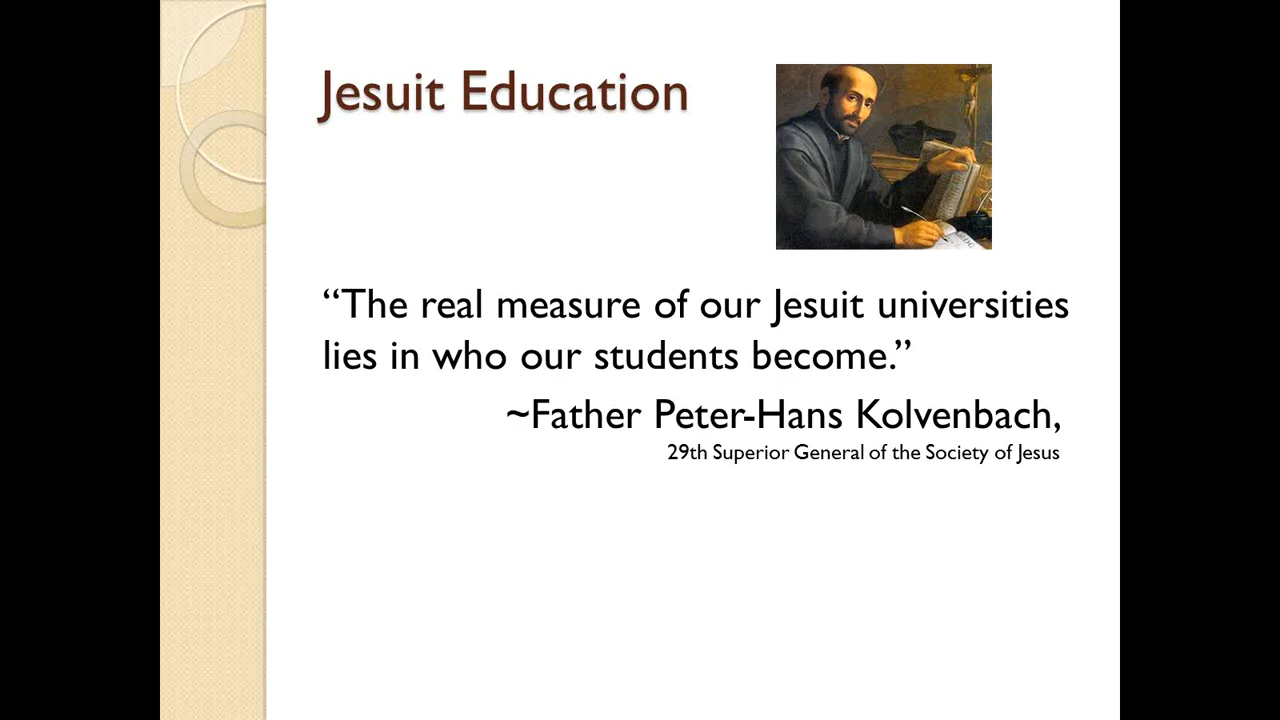 Jesuit Education
“The real measure of our Jesuit universities
lies in who our students become.”
~Father Peter-Hans Kolvenbach,
29th Superior General of the Society of Jesus